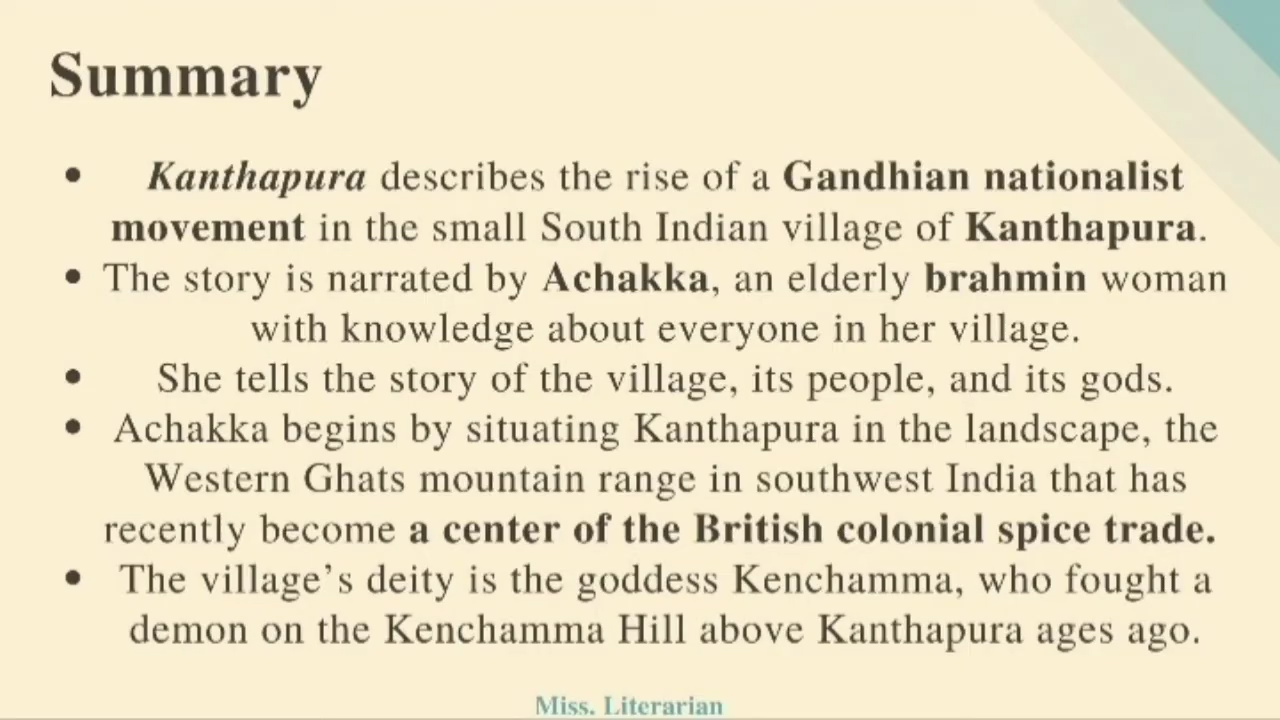 Summary
• Kanthapura describes the rise of a Gandhian nationalist
movement in the small South Indian village of Kanthapura.
• The story is narrated by Achakka, an elderly brahmin woman
with knowledge about everyone in her village.
• She tells the story of the village, its people, and its gods.
• Achakka begins by situating Kanthapura in the landscape, the
Western Ghats mountain range in southwest India that has
recently become a center of the British colonial spice trade.
• The village’s deity is the goddess Kenchamma, who fought a
demon on the Kenchamma Hill above Kanthapura ages ago.
Miss. Literarian